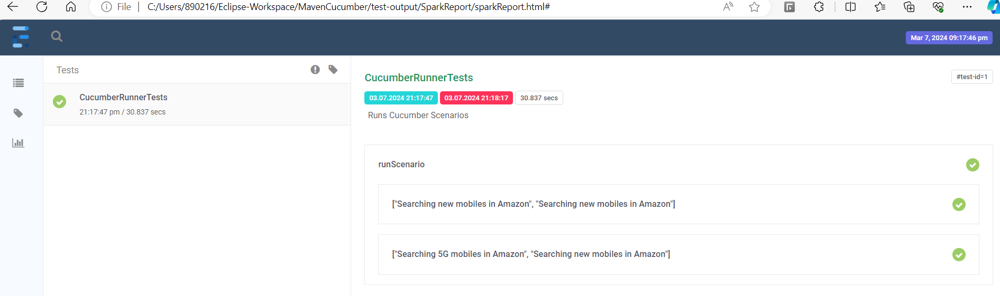 File
C:/Users/890216/Eclipse-Workspace/MavenCucumber/test-output/SparkReport/sparkReport.html#
Mar 7, 2024 09:17:46 pm
Tests
CucumberRunnerTests
21:17:47 pm / 30.837 secs
CucumberRunnerTests
#test-id=1
03.07.2024 21:17:47 03.07.2024 21:18:17 30.837 secs
Runs Cucumber Scenarios
runScenario
["Searching new mobiles in Amazon", "Searching new mobiles in Amazon"]
["Searching 5G mobiles in Amazon", "Searching new mobiles in Amazon"]